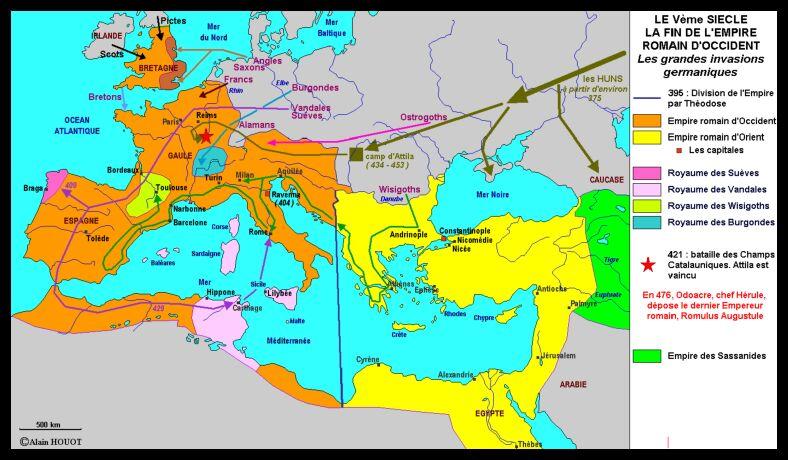 LE Vème SIECLE
LA FIN DE L'EMPIRE
ROMAIN D'OCCIDENT
Les grandes invasions
germaniques
395 : Division de l'Empire
par Théodose
Empire romain d'Occident
Empire romain d'Orient
Les capitales
Royaume des Suèves
Royaume des Vandales
Royaume des Wisigoths
Royaume des Burgondes
421 : bataille des Champs
Catalauniques. Attila est
vaincu
En 476, Odoacre, chef Hérule,
dépose le dernier Empereur
romain, Romulus Augustule
Empire des Sassanides
Pictes
IRLANDE
Scots
BRETAGNE
Mer
du Nord
Mer
Baltique
Angles
Saxons
Francs
Rhin
Elbe
Burgondes
Vandales
Suèves
Alamans
Ostrogoths
les HUNS
à partir d'environ
375
Bretons
OCEAN
ATLANTIQUE
Paris
Reims
GAULE
camp d'Attila
( 434 - 453 )
CAUCASE
Bordeaux
Toulouse
Turin
Milan
Aquilée
Ravenne
(404)
Wisigoths
Danube
Mer Noire
Braga
409
ESPAGNE
Tolède
Narbonne
Barcelone
Corse
Rome
Andrinople
Constantinople
Nicomédie
Nicée
Baléares
Sardaigne
Tigre
Euphrate
Mer
Hippone
Sicile
Lilybée
Athènes
Ephèse
Antioche
Palmyre
429
Carthage
Malte
Rhodes
Chypre
Crète
Méditerranée
Cyrène
Jérusalem
Alexandrie
ARABIE
EGYPTE
Thèbes
500 km
©Alain HOUOT